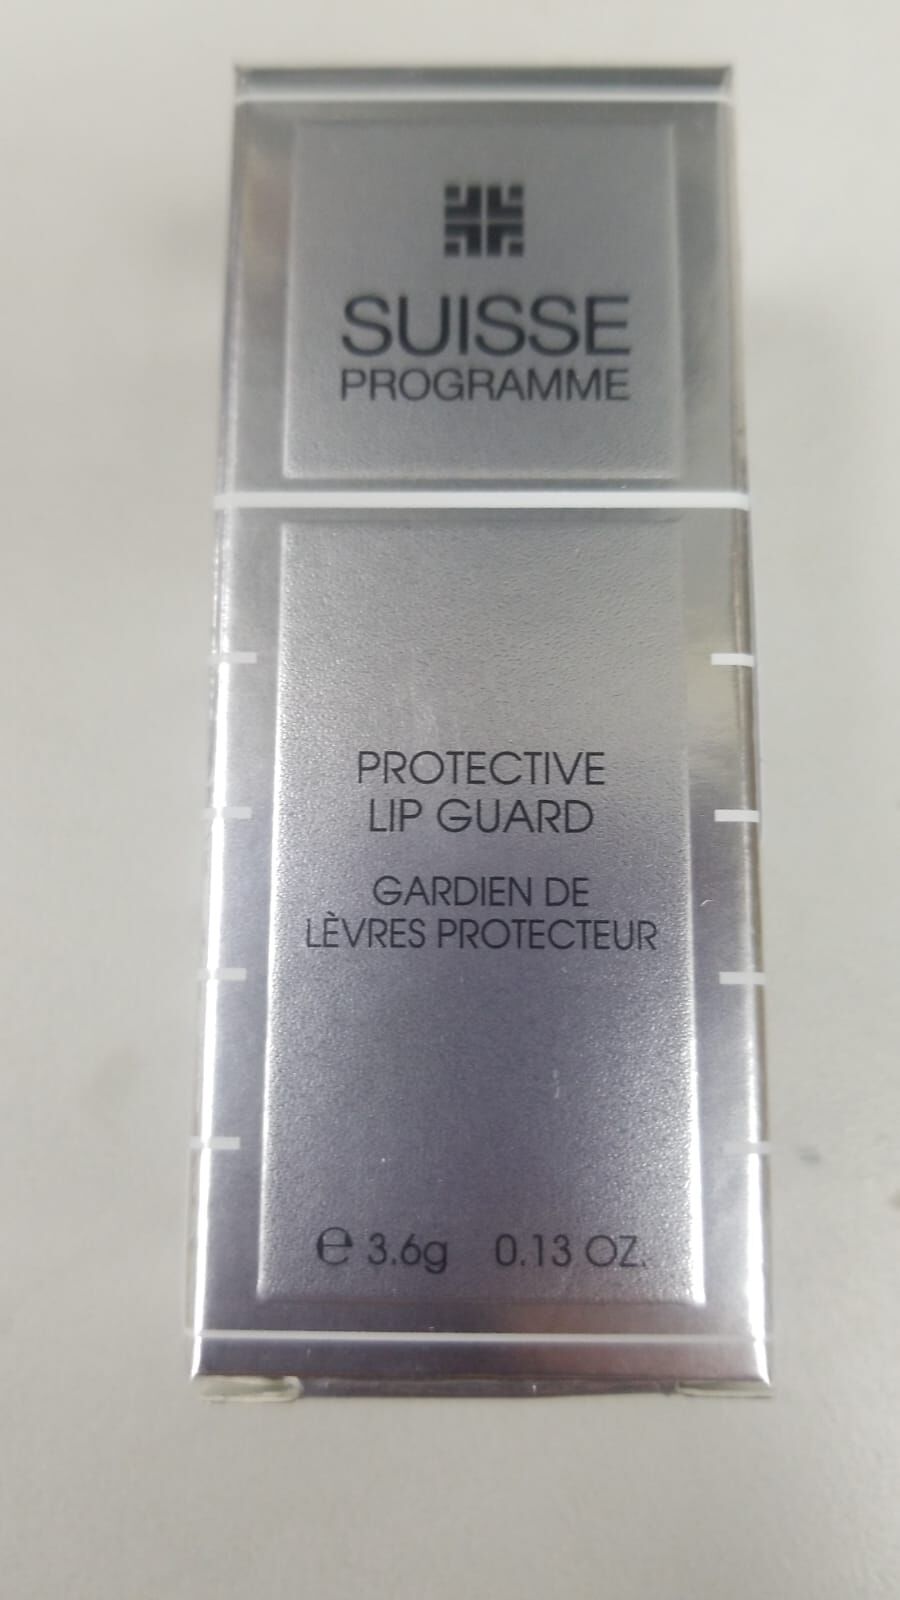 SUISSE
PROGRAMME
PROTECTIVE
LIP GUARD
GARDIEN DE
LÈVRES PROTECTEUR
℮ 3.6g 0.13 OZ.